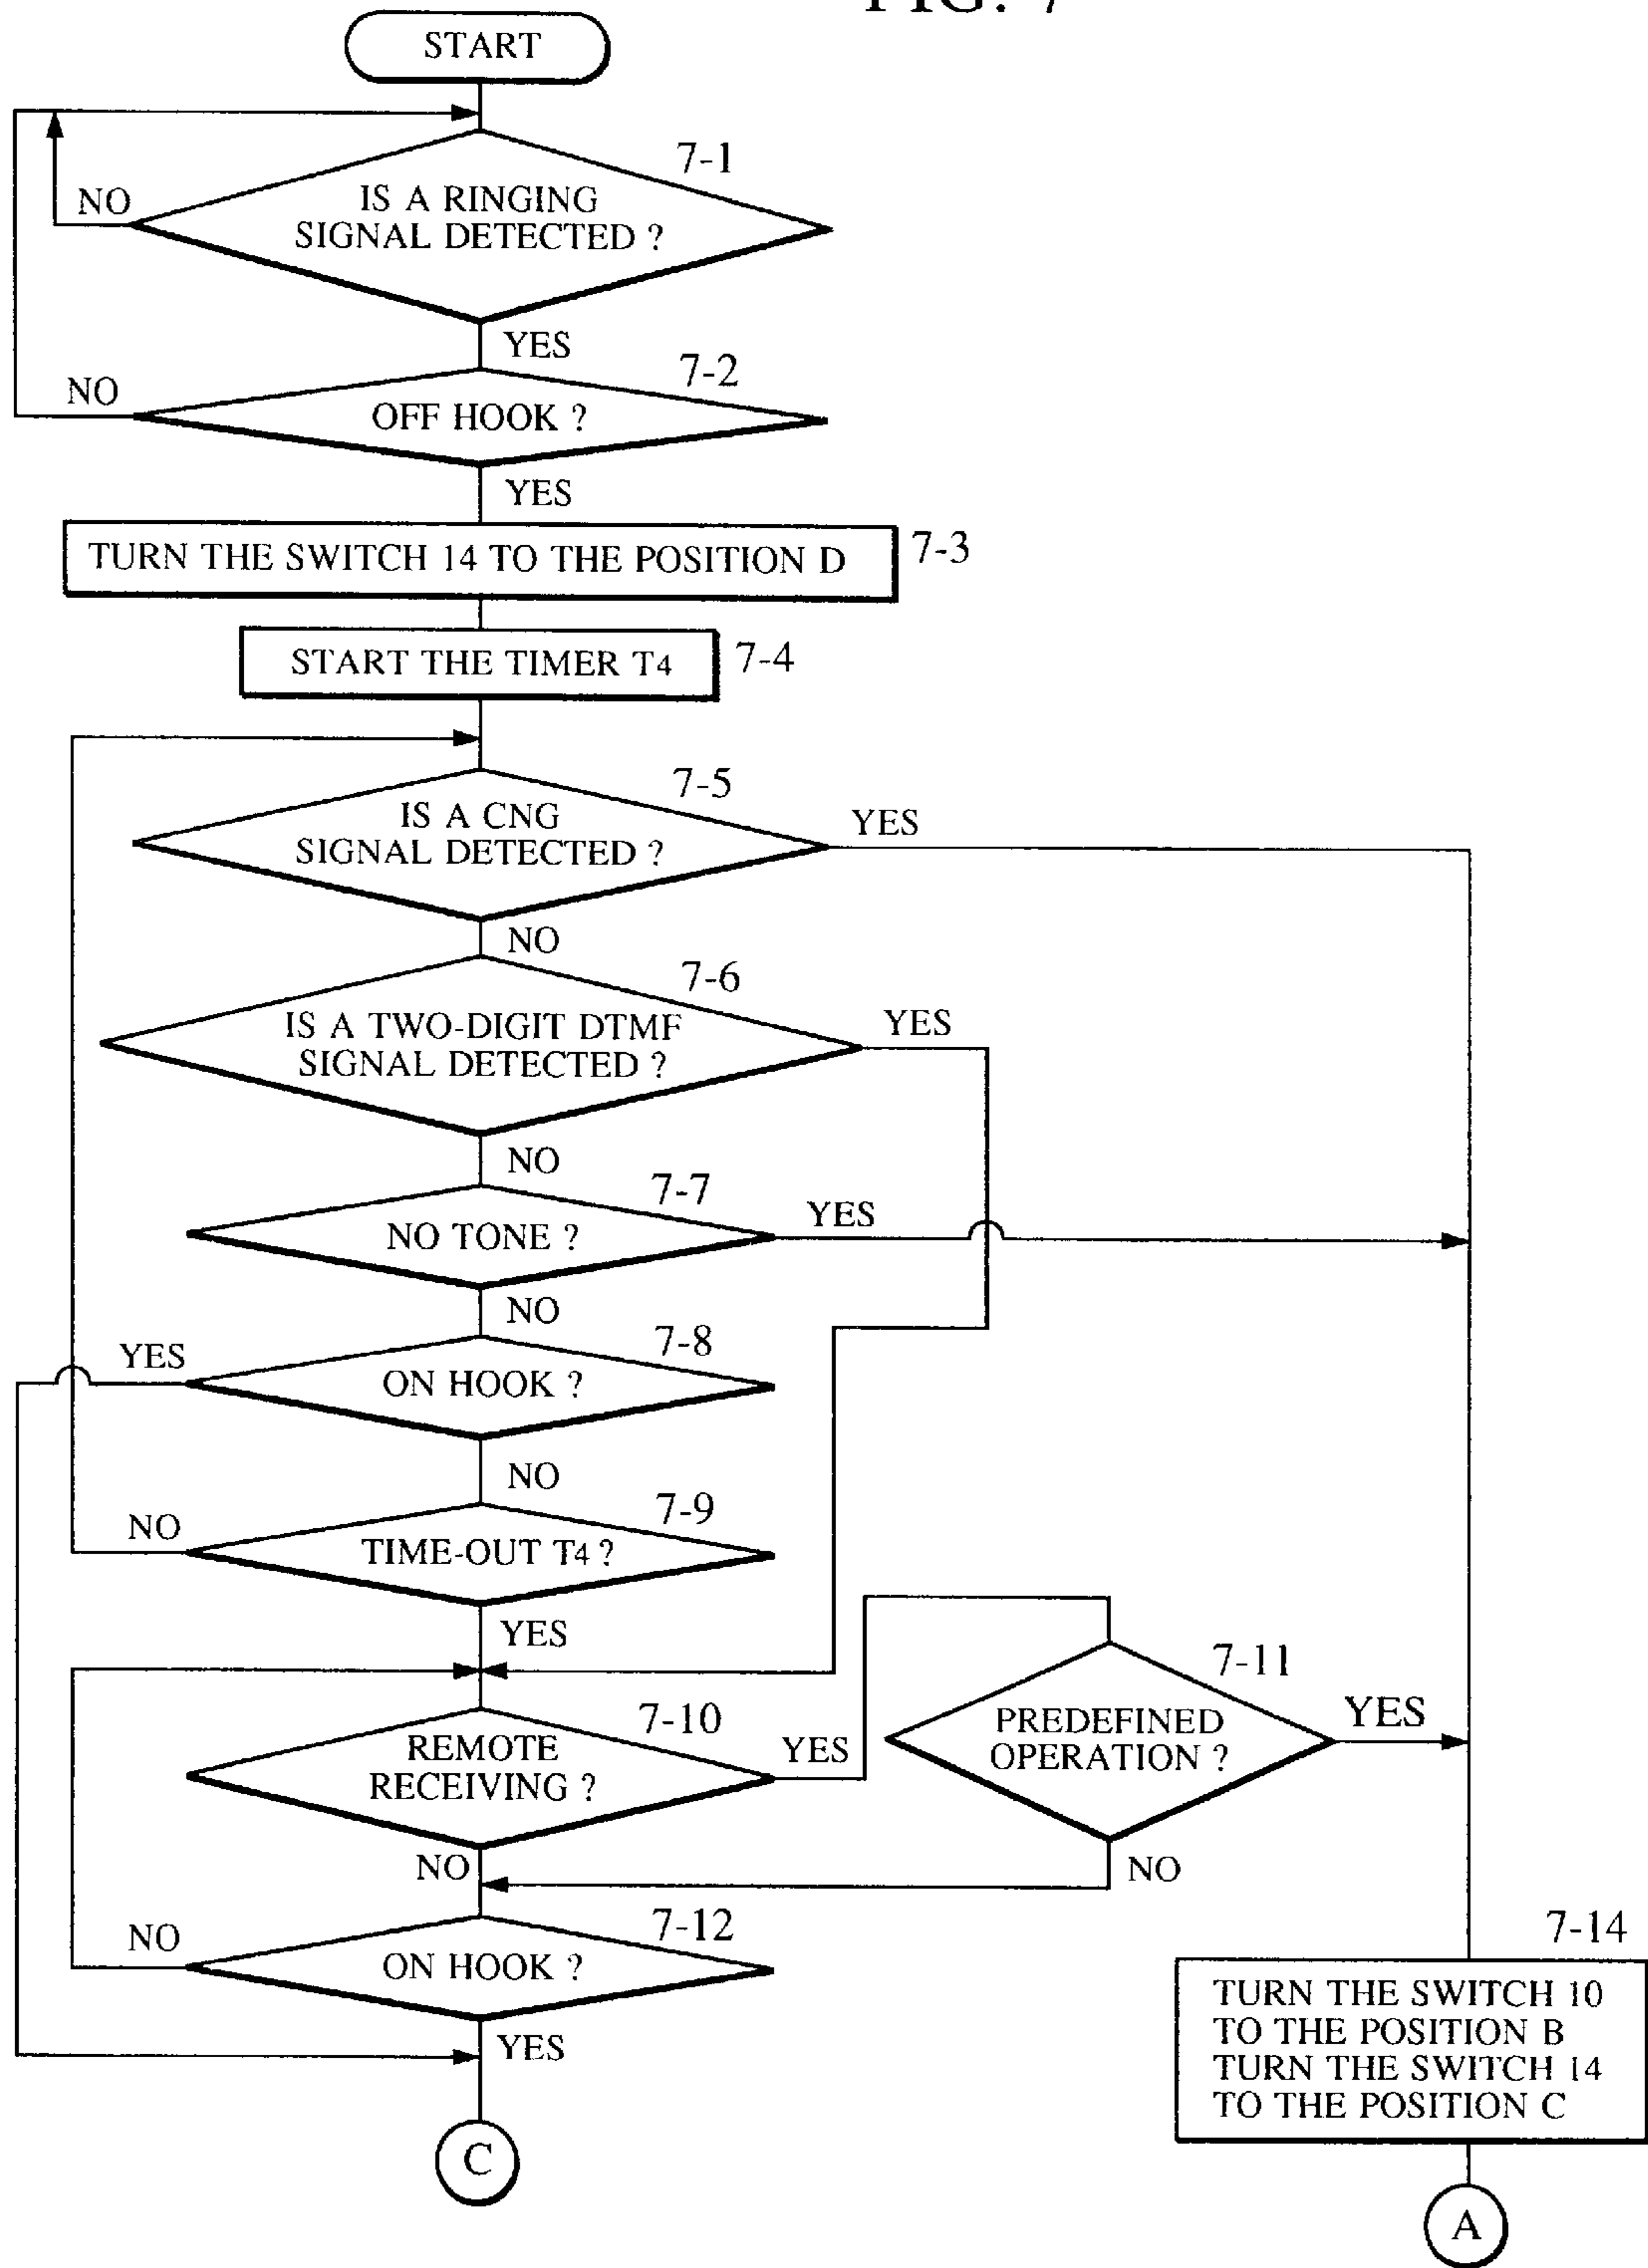 FIG. 7
START
7-1
IS A RINGING
SIGNAL DETECTED ?
NO
YES
7-2
NO
OFF HOOK ?
YES
TURN THE SWITCH 14 TO THE POSITION D
7-3
START THE TIMER T4
7-4
7-5
IS A CNG
SIGNAL DETECTED ?
YES
NO
7-6
IS A TWO-DIGIT DTMF
SIGNAL DETECTED ?
YES
NO
7-7
NO TONE ?
YES
NO
7-8
YES
ON HOOK ?
NO
7-9
NO
TIME-OUT T4 ?
YES
7-10
REMOTE
RECEIVING ?
YES
NO
7-11
PREDEFINED
OPERATION ?
YES
NO
7-12
NO
ON HOOK ?
YES
C
7-14
TURN THE SWITCH 10
TO THE POSITION B
TURN THE SWITCH 14
TO THE POSITION C
A